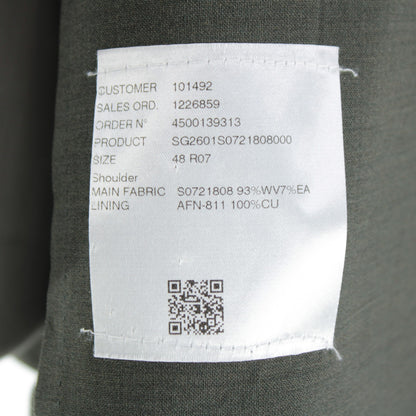 CUSTOMER 101492
SALES ORD. 1226859
ORDER N° 4500139313
PRODUCT SG2601S0721808000
SIZE 48 R07
Shoulder
MAIN FABRIC S0721808 93%WV7%EA
LINING AFN-811 100%CU